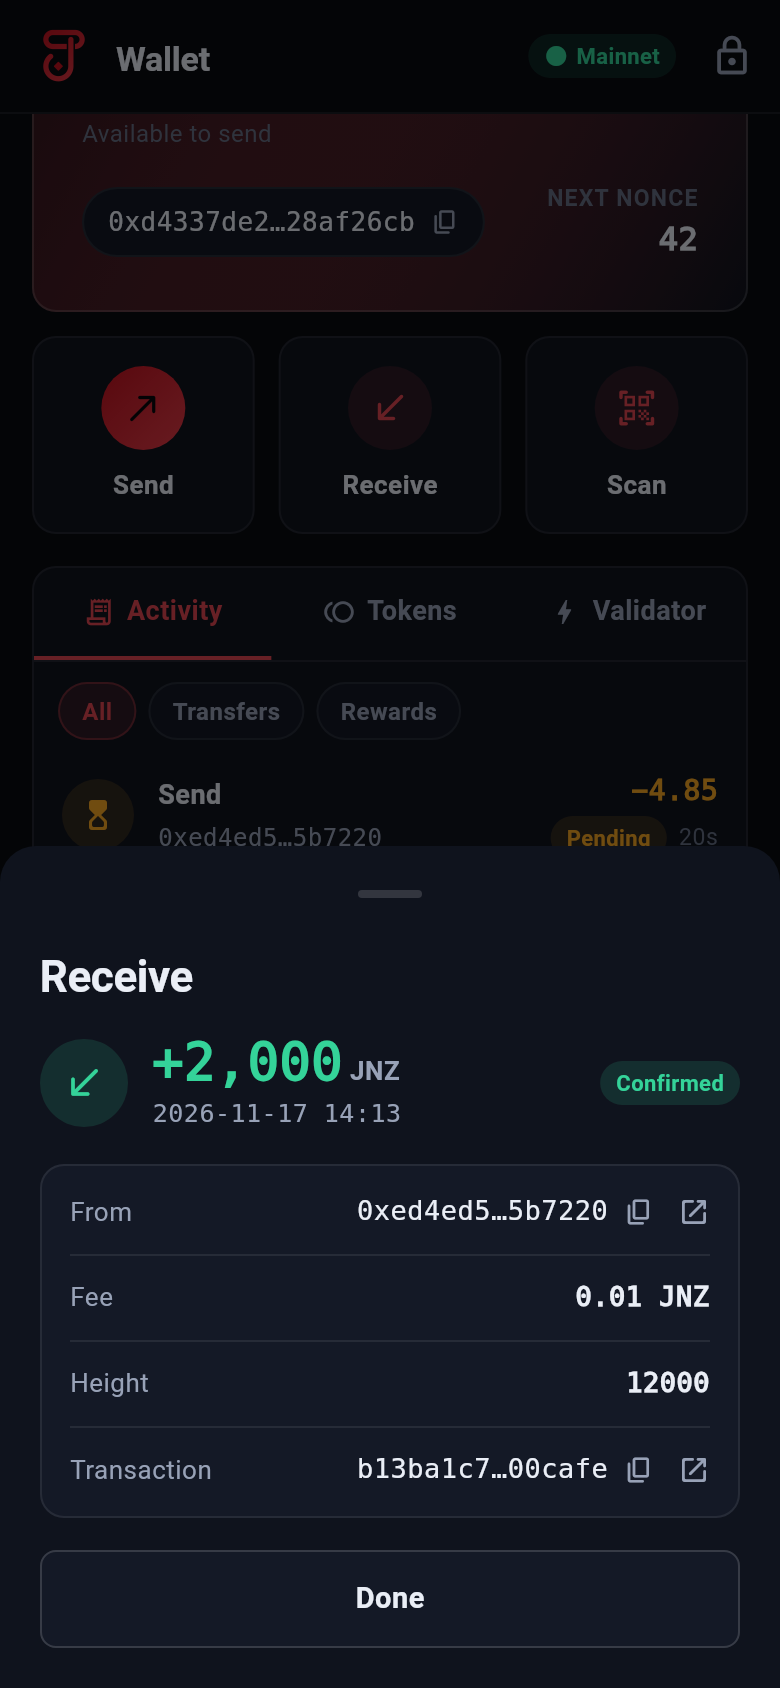 Wallet
Mainnet
Available to send
0xd4337de2…28af26cb
NEXT NONCE
42
Send
Receive
Scan
Activity
Tokens
Validator
All
Transfers
Rewards
Send
−4.85
0xed4ed5…5b7220
Pending
20s
Receive
+2,000 JNZ
2026-11-17 14:13
Confirmed
From 0xed4ed5…5b7220
Fee 0.01 JNZ
Height 12000
Transaction b13ba1c7…00cafe
Done